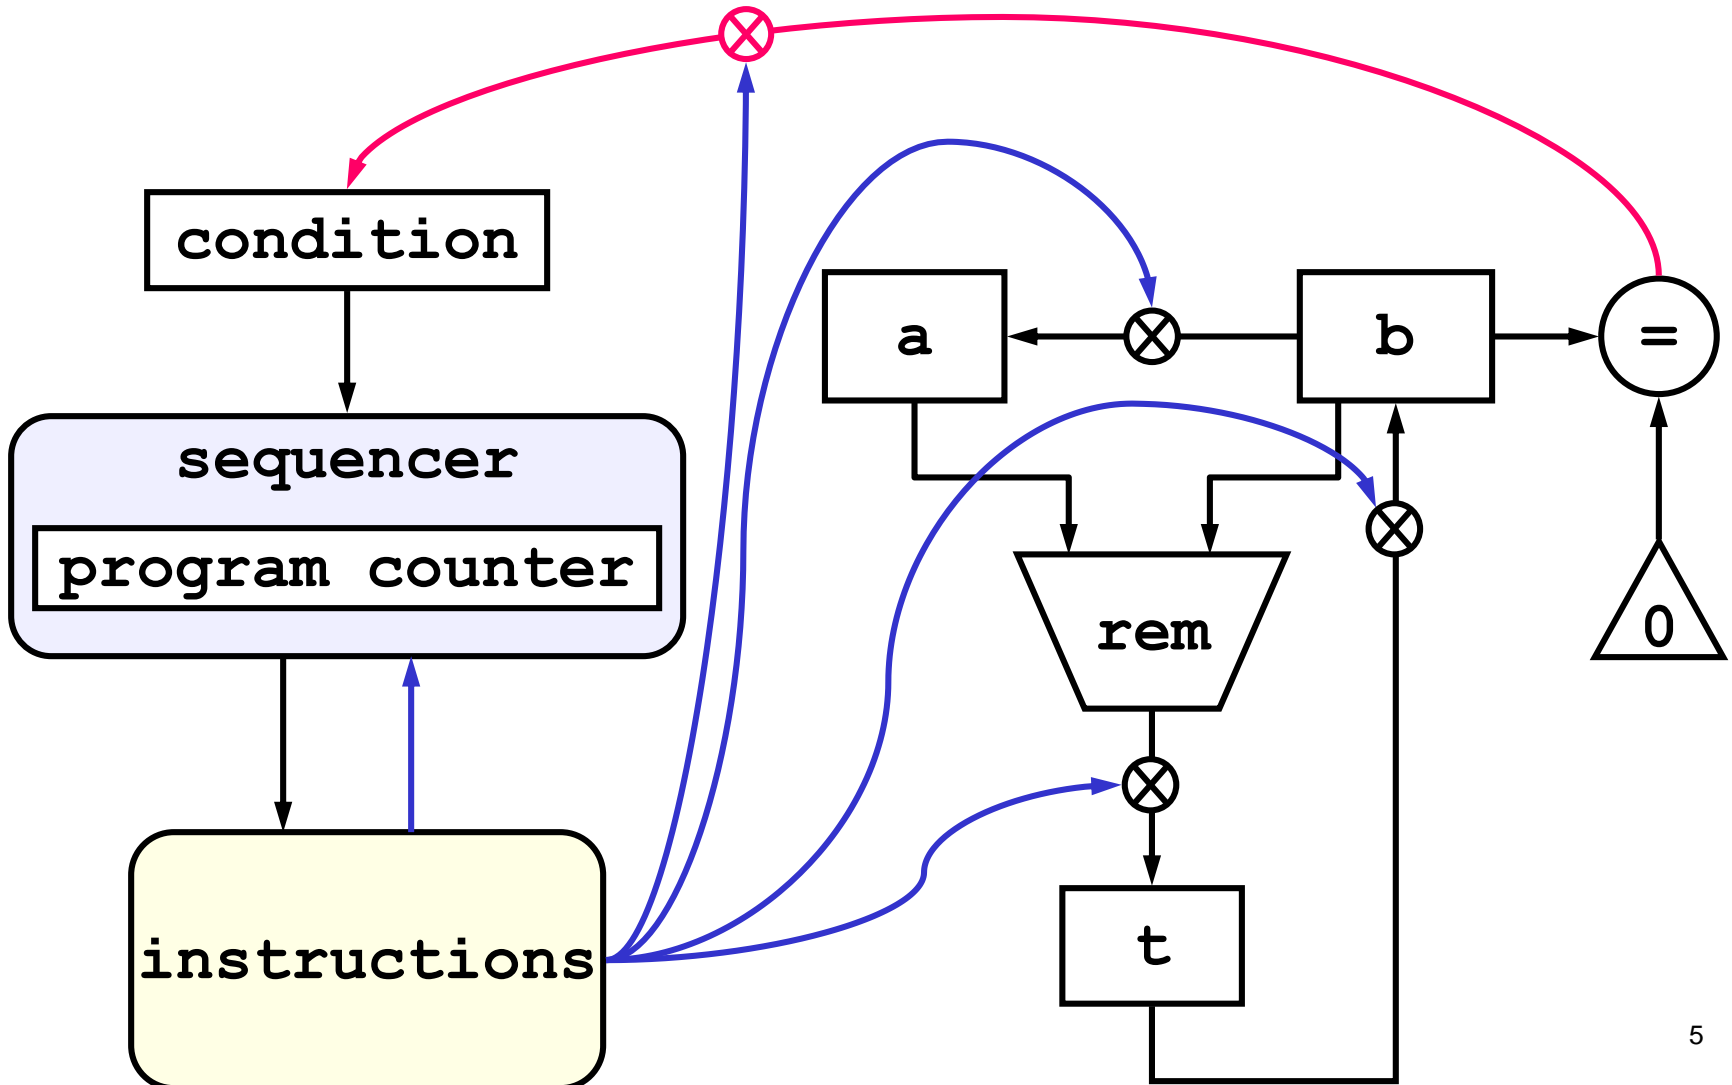 condition
sequencer
program counter
instructions
a
b
=
rem
0
t
5